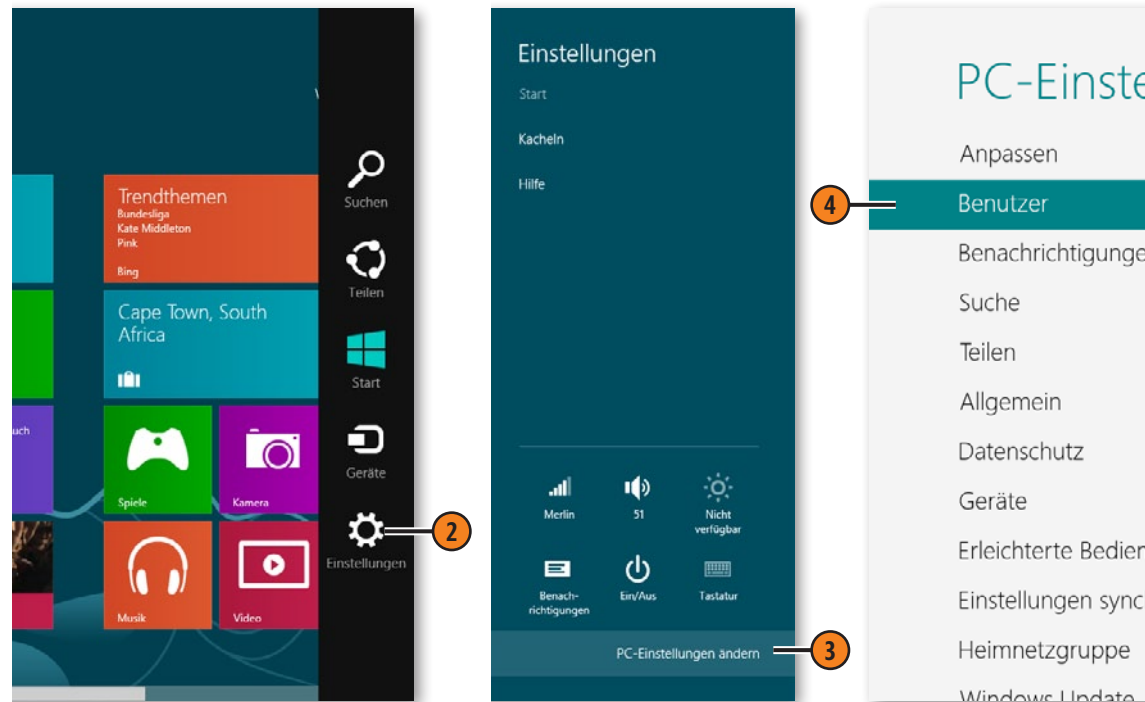 Trendthemen
Bundesliga
Kate Middleton
Pink
Bing
Cape Town, South
Africa
uch
Spiele
Kamera
Musik
Video
Suchen
Teilen
Start
Geräte
Einstellungen
2
Einstellungen
Start
Kacheln
Hilfe
Merlin
51
Nicht
verfügbar
Benach-
richtigungen
Ein/Aus
Tastatur
PC-Einstellungen ändern
3
PC-Einste
Anpassen
4
Benutzer
Benachrichtigunge
Suche
Teilen
Allgemein
Datenschutz
Geräte
Erleichterte Bedien
Einstellungen sync
Heimnetzgruppe
Windows Update